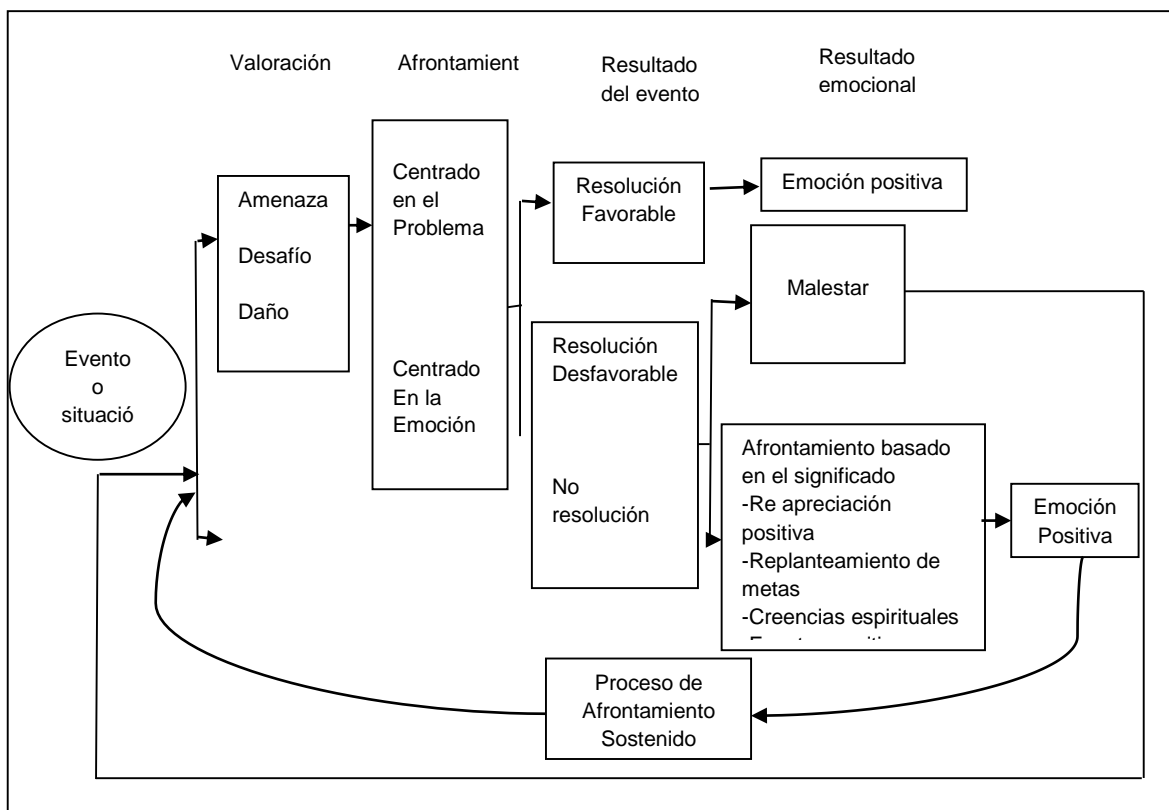 Valoración
Afrontamient
Resultado
del evento
Resultado
emocional
Evento
o
situació
Amenaza
Desafío
Daño
Centrado
en el
Problema
Centrado
En la
Emoción
Resolución
Favorable
Emoción positiva
Resolución
Desfavorable
No
resolución
Malestar
Afrontamiento basado
en el significado
-Re apreciación
positiva
-Replanteamiento de
metas
-Creencias espirituales
Emoción
Positiva
Proceso de
Afrontamiento
Sostenido